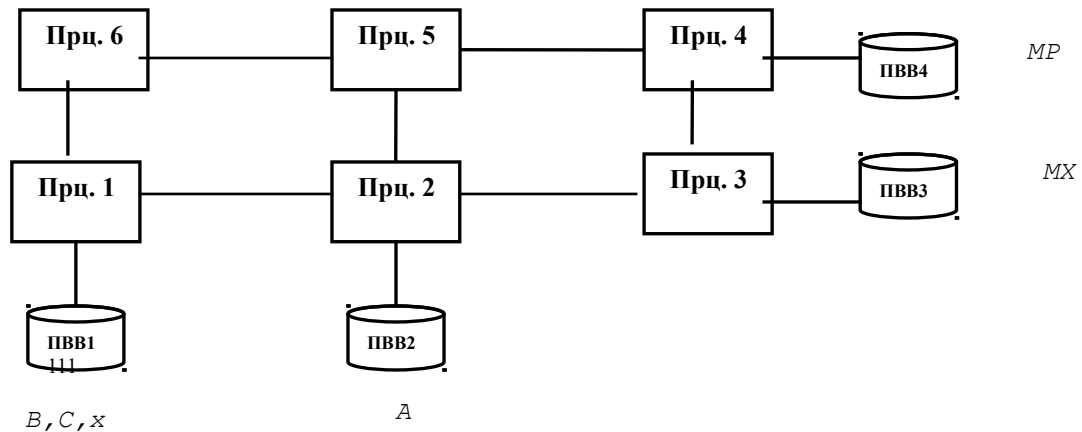 Прц. 6
Прц. 5
Прц. 4
ПВВ4
MP
Прц. 1
Прц. 2
Прц. 3
ПВВ3
MX
ПВВ1
111
ПВВ2
B,C,x
A